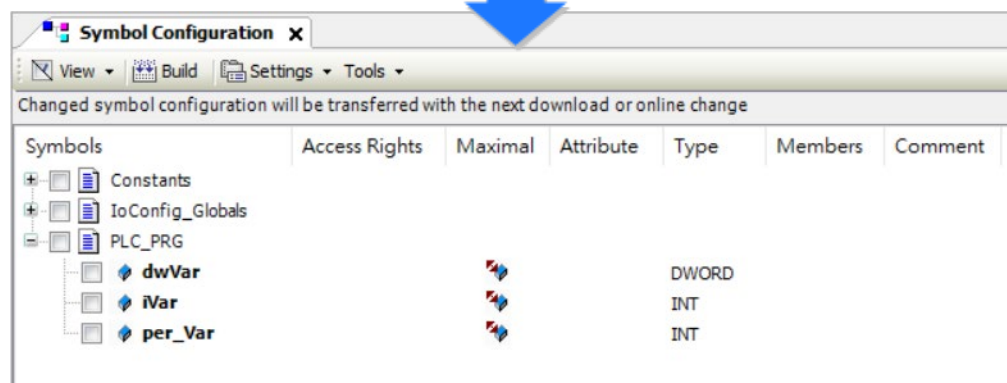 Symbol Configuration
View Build Settings Tools
Changed symbol configuration will be transferred with the next download or online change
Symbols Access Rights Maximal Attribute Type Members Comment
Constants
IoConfig_Globals
PLC_PRG
dwVar DWORD
iVar INT
per_Var INT